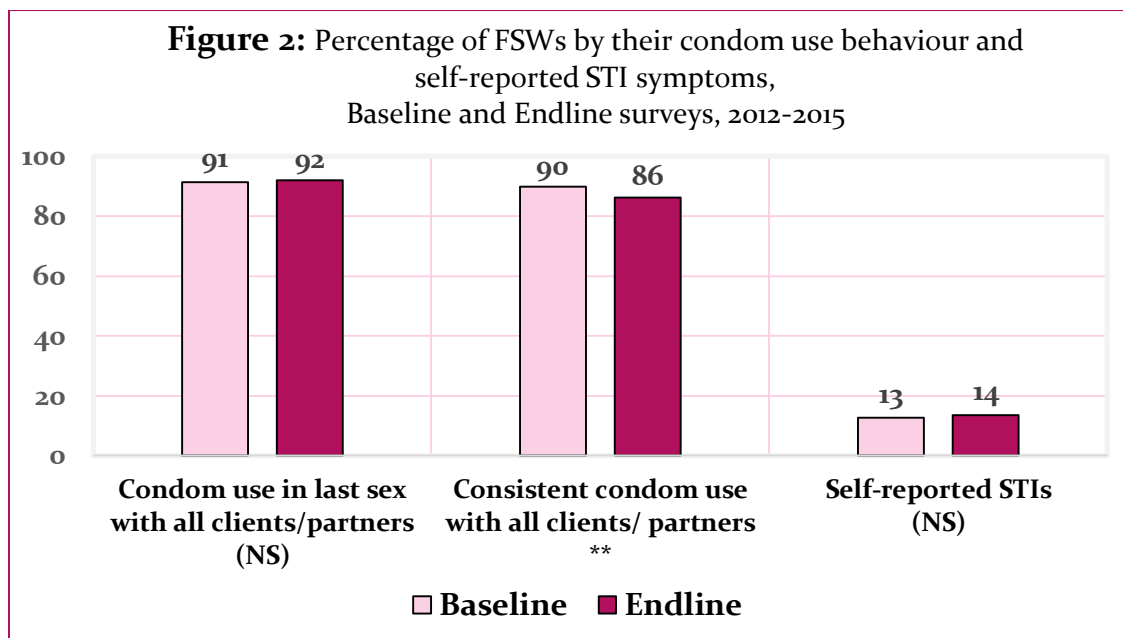 Figure 2: Percentage of FSWs by their condom use behaviour and
self-reported STI symptoms,
Baseline and Endline surveys, 2012-2015
100
80
60
40
20
0
91
92
90
86
13
14
Condom use in last sex
with all clients/partners
(NS)
Consistent condom use
with all clients/ partners
**
Self-reported STIs
(NS)
Baseline
Endline